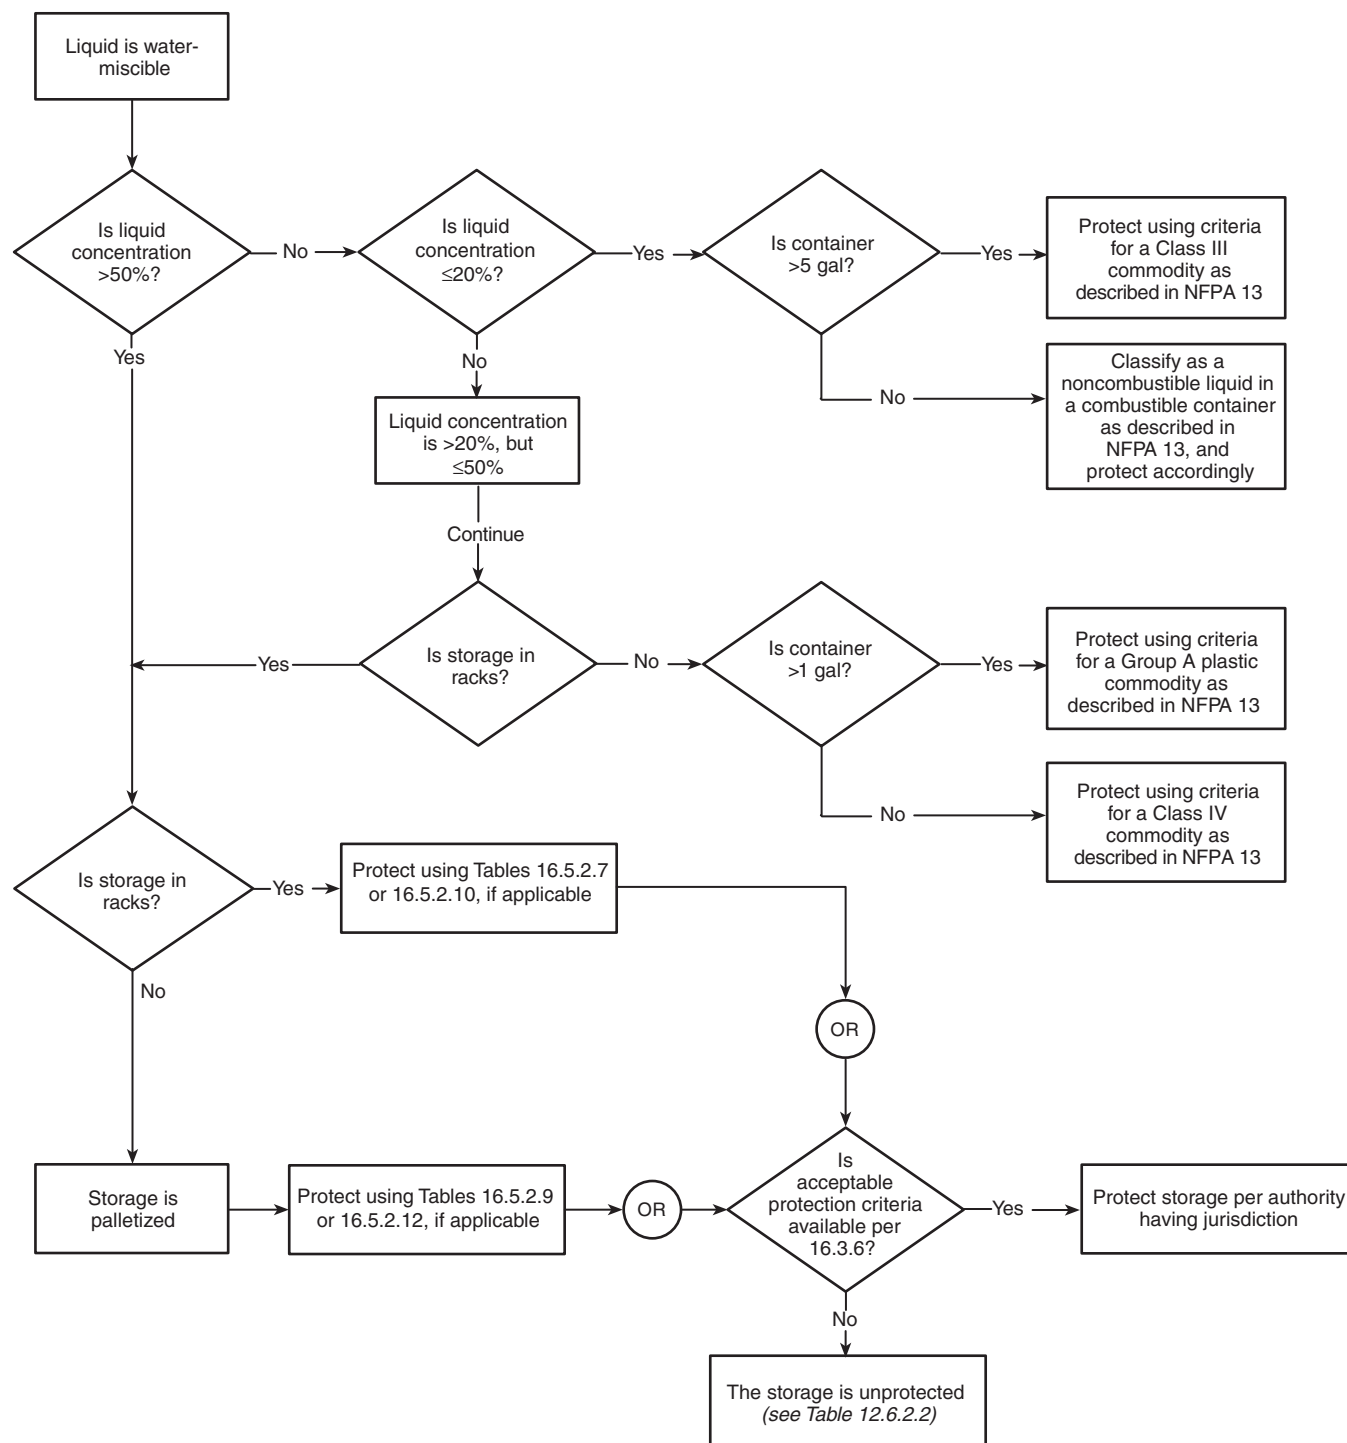 Liquid is water-
miscible
Is liquid
concentration
>50%?
No
Is liquid
concentration
≤20%?
Yes
Is container
>5 gal?
Yes
Protect using criteria
for a Class III
commodity as
described in NFPA 13
Yes
No
No
Classify as a
noncombustible liquid in
a combustible container
as described in
NFPA 13, and
protect accordingly
Liquid concentration
is >20%, but
≤50%
Continue
Yes
Is storage in
racks?
No
Is container
>1 gal?
Yes
Protect using criteria
for a Group A plastic
commodity as
described in NFPA 13
No
Protect using criteria
for a Class IV
commodity as
described in NFPA 13
Is storage in
racks?
Yes
Protect using Tables 16.5.2.7
or 16.5.2.10, if applicable
No
OR
Storage is
palletized
Protect using Tables 16.5.2.9
or 16.5.2.12, if applicable
OR
Is
acceptable
protection criteria
available per
16.3.6?
Yes
Protect storage per authority
having jurisdiction
No
The storage is unprotected
(see Table 12.6.2.2)